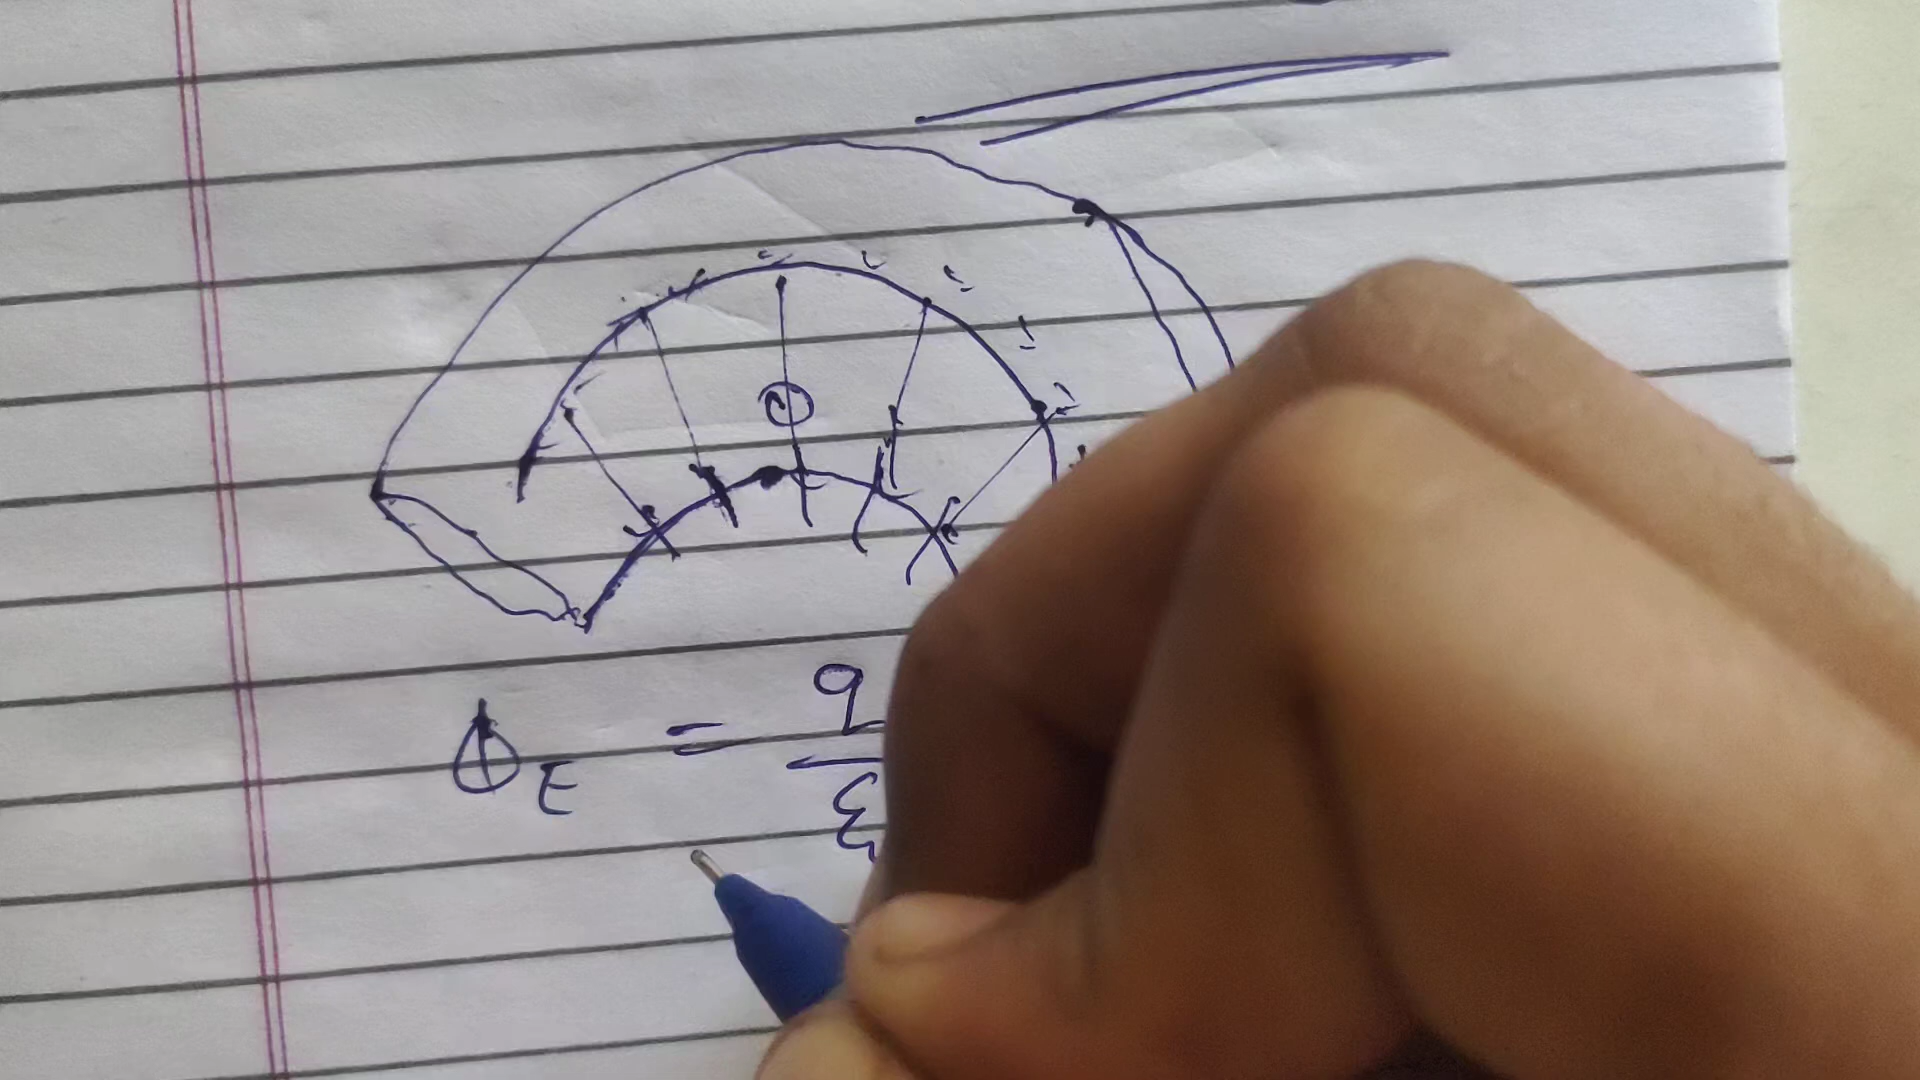 Φ_E = q/ε